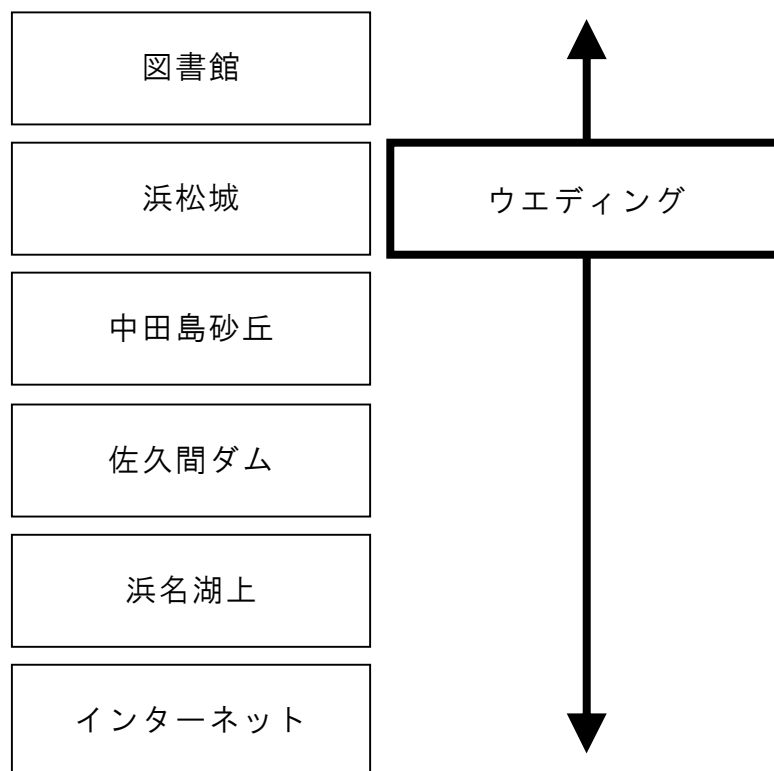 図書館
浜松城
ウエディング
中田島砂丘
佐久間ダム
浜名湖上
インターネット